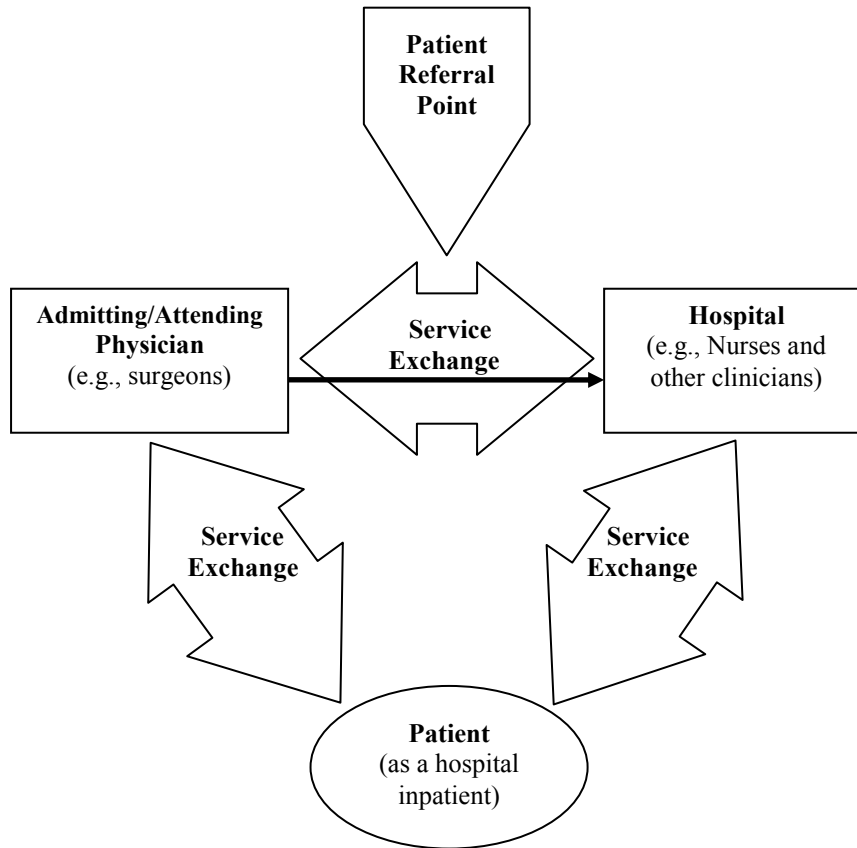 Patient
Referral
Point
Admitting/Attending
Physician
(e.g., surgeons)
Service
Exchange
Hospital
(e.g., Nurses and
other clinicians)
Service
Exchange
Service
Exchange
Patient
(as a hospital
inpatient)